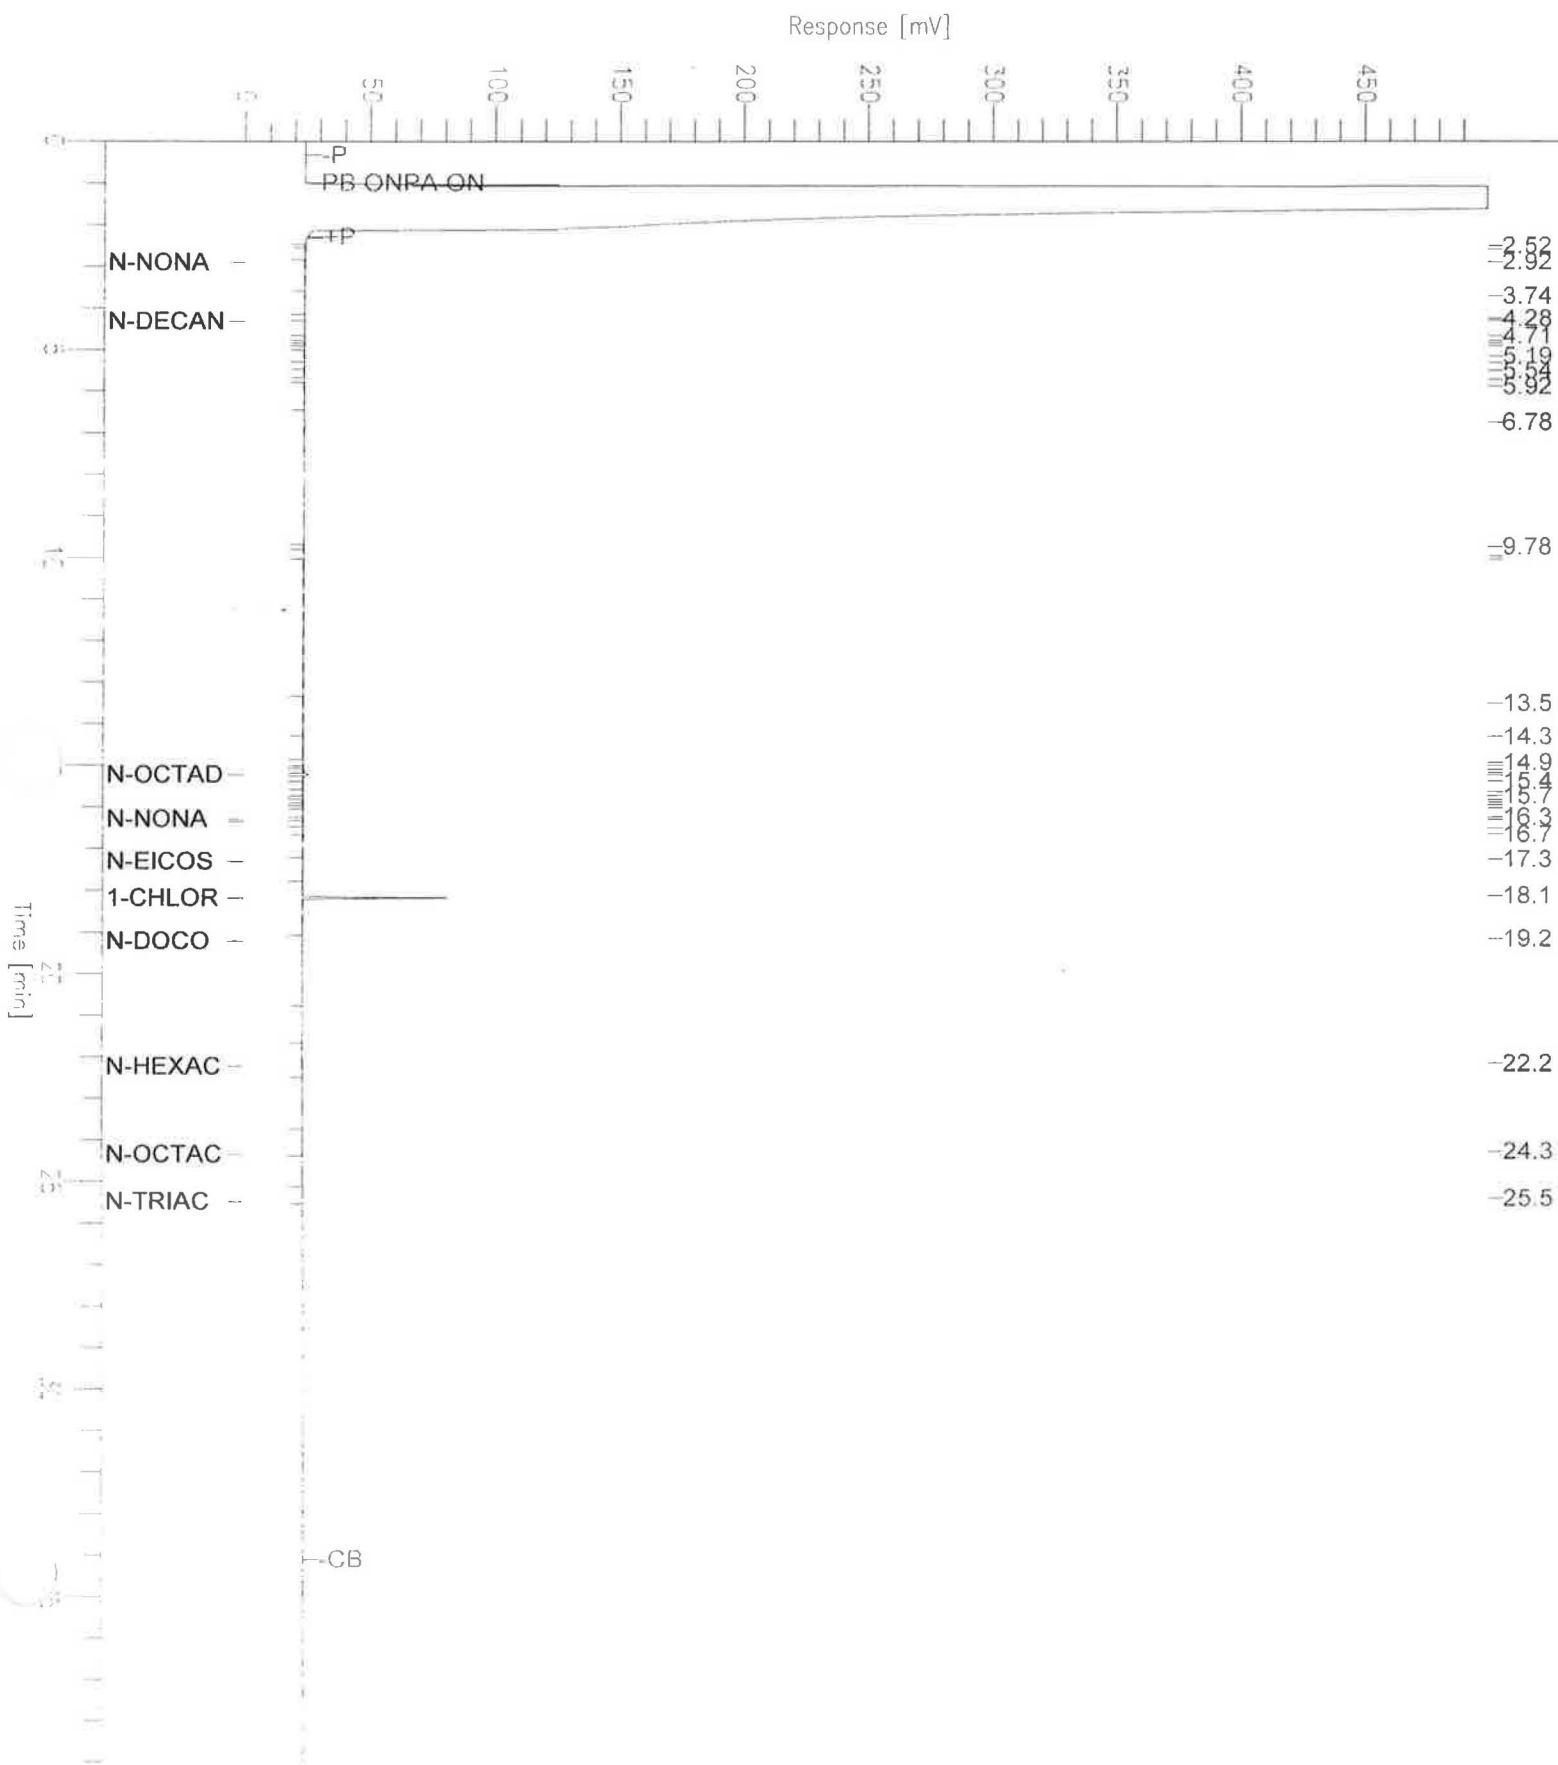 Response [mV]
0
50
100
150
200
250
300
350
400
450
0
-P
PB ONPA ON
+P
2.52
N-NONA
2.92
3.74
N-DECAN
4.28
4.71
5.19
5.54
5.92
6.78
9.78
13.5
14.3
14.9
N-OCTAD
15.4
15.7
N-NONA
16.3
16.7
N-EICOS
17.3
1-CHLOR
18.1
N-DOCO
19.2
Time [min]
N-HEXAC
22.2
N-OCTAC
24.3
N-TRIAC
25.5
-CB